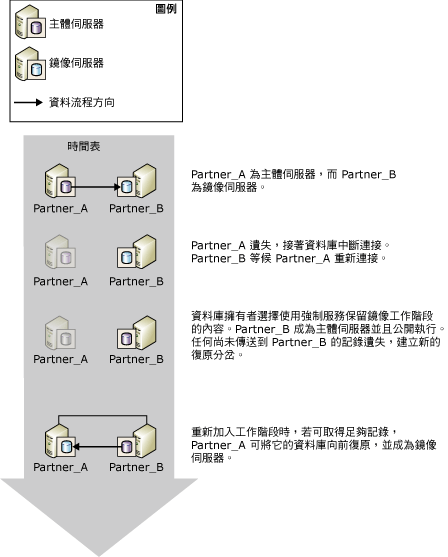 圖例
主體伺服器
鏡像伺服器
資料流程方向
時間表
Partner_A Partner_B
Partner_A 為主體伺服器，而 Partner_B
為鏡像伺服器。
Partner_A Partner_B
Partner_A 遺失，接著資料庫中斷連接。
Partner_B 等候 Partner_A 重新連接。
Partner_A Partner_B
資料庫擁有者選擇使用強制服務保留鏡像工作階段
的內容。Partner_B 成為主體伺服器並且公開執行。
任何尚未傳送到 Partner_B 的記錄遺失，建立新的
復原分岔。
Partner_A Partner_B
重新加入工作階段時，若可取得足夠記錄，
Partner_A 可將它的資料庫向前復原，並成為鏡像
伺服器。